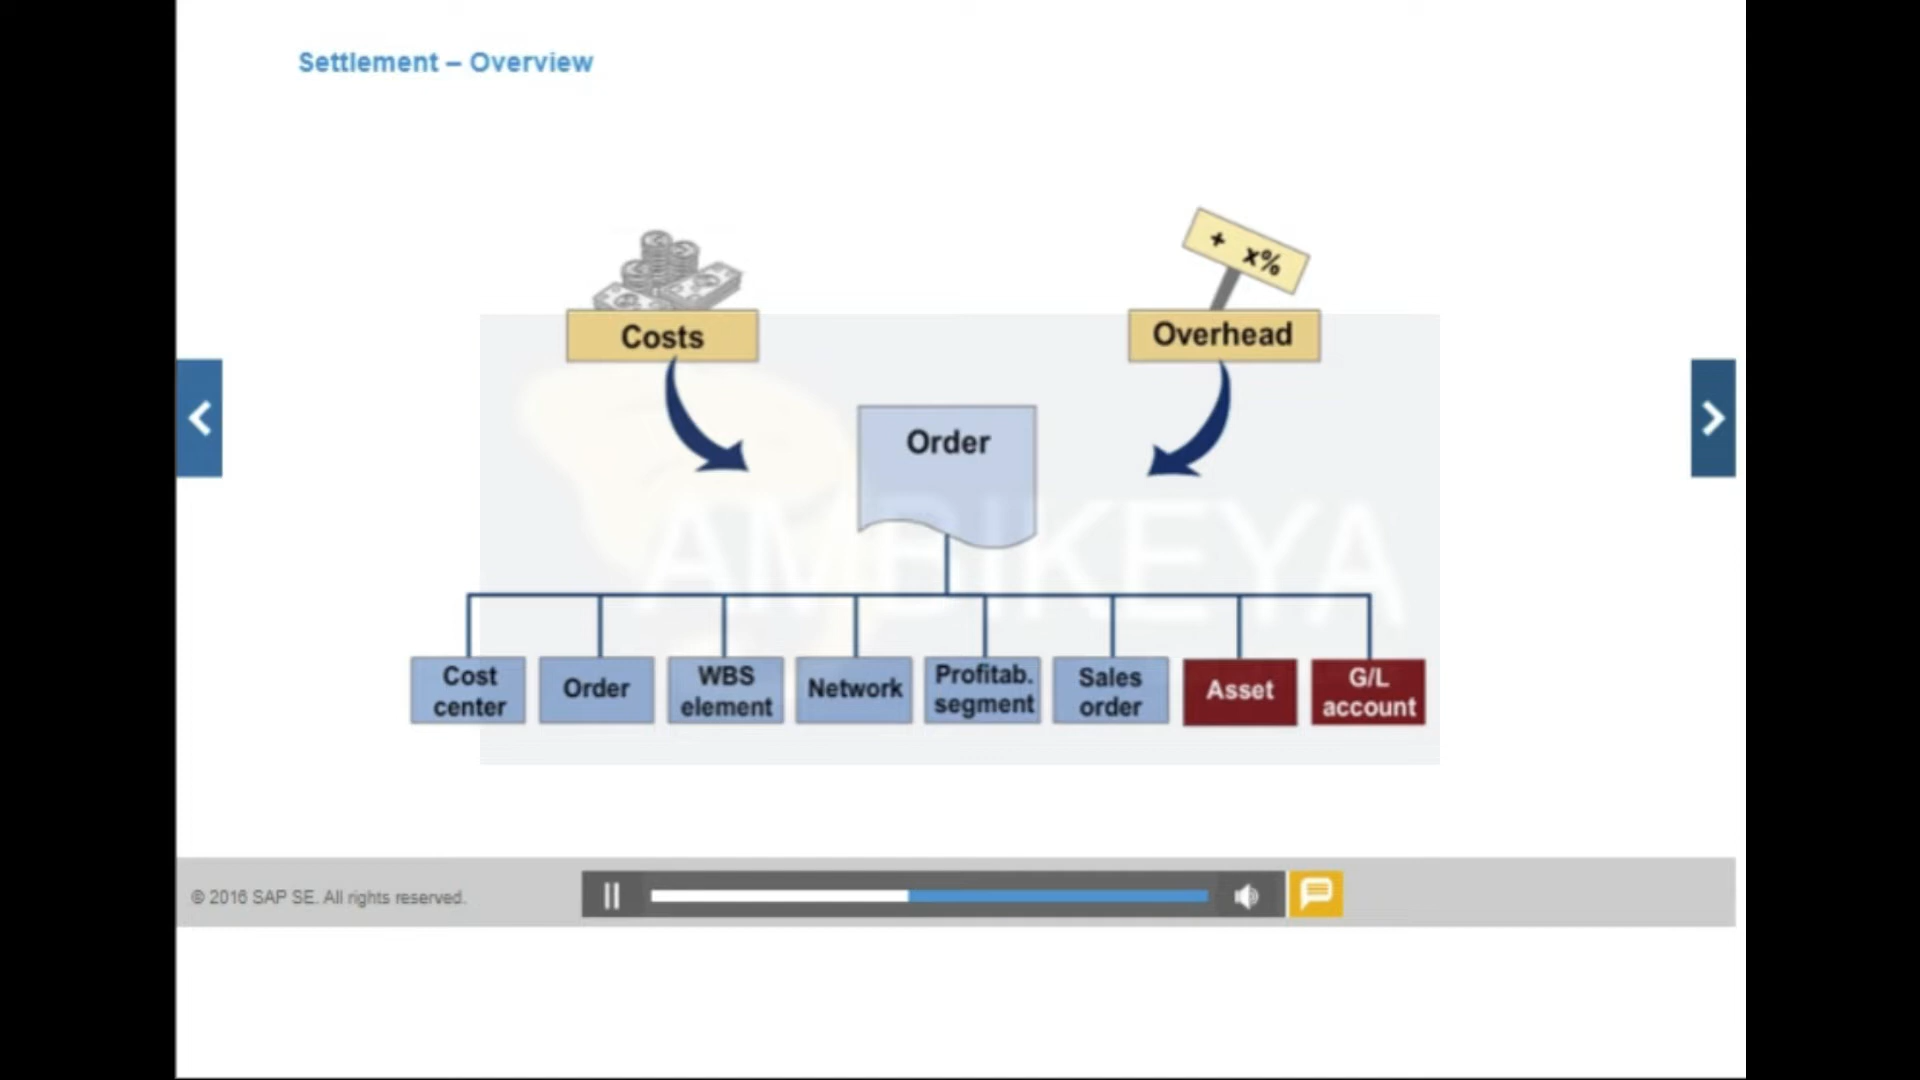 Settlement – Overview
+ x%
Costs
Overhead
Order
AMBIKEYA
Cost
center
Order
WBS
element
Network
Profitab.
segment
Sales
order
Asset
G/L
account
© 2016 SAP SE. All rights reserved.